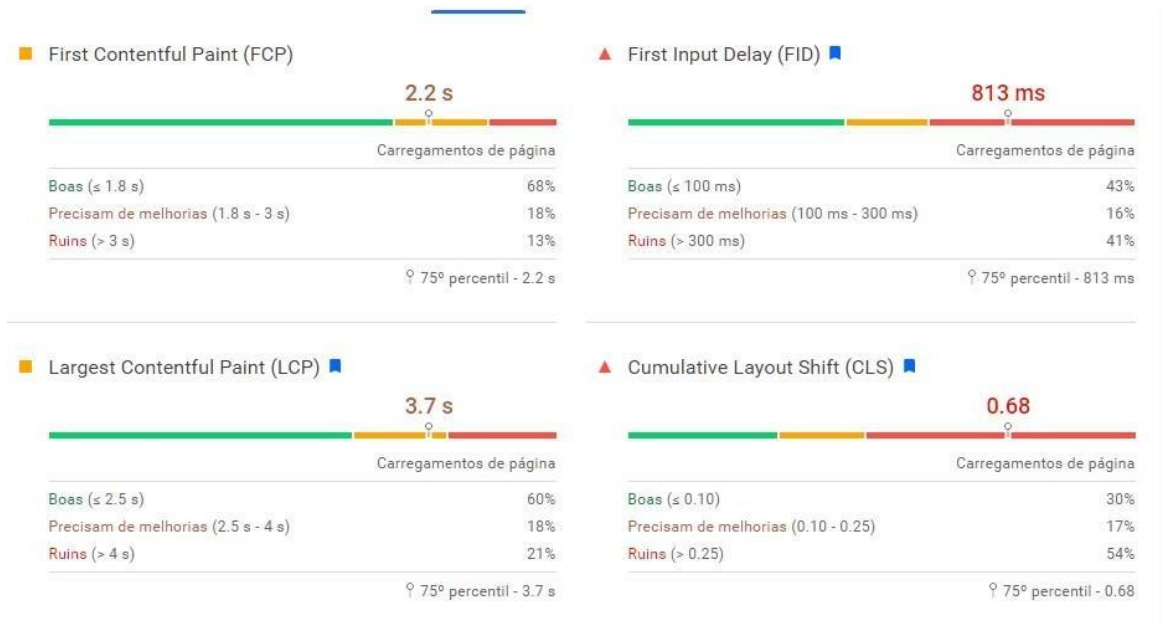 First Contentful Paint (FCP)
2.2 s
Carregamentos de página
Boas (≤ 1.8 s) 68%
Precisam de melhorias (1.8 s - 3 s) 18%
Ruins (> 3 s) 13%
75º percentil - 2.2 s
First Input Delay (FID)
813 ms
Carregamentos de página
Boas (≤ 100 ms) 43%
Precisam de melhorias (100 ms - 300 ms) 16%
Ruins (> 300 ms) 41%
75º percentil - 813 ms
Largest Contentful Paint (LCP)
3.7 s
Carregamentos de página
Boas (≤ 2.5 s) 60%
Precisam de melhorias (2.5 s - 4 s) 18%
Ruins (> 4 s) 21%
75º percentil - 3.7 s
Cumulative Layout Shift (CLS)
0.68
Carregamentos de página
Boas (≤ 0.10) 30%
Precisam de melhorias (0.10 - 0.25) 17%
Ruins (> 0.25) 54%
75º percentil - 0.68